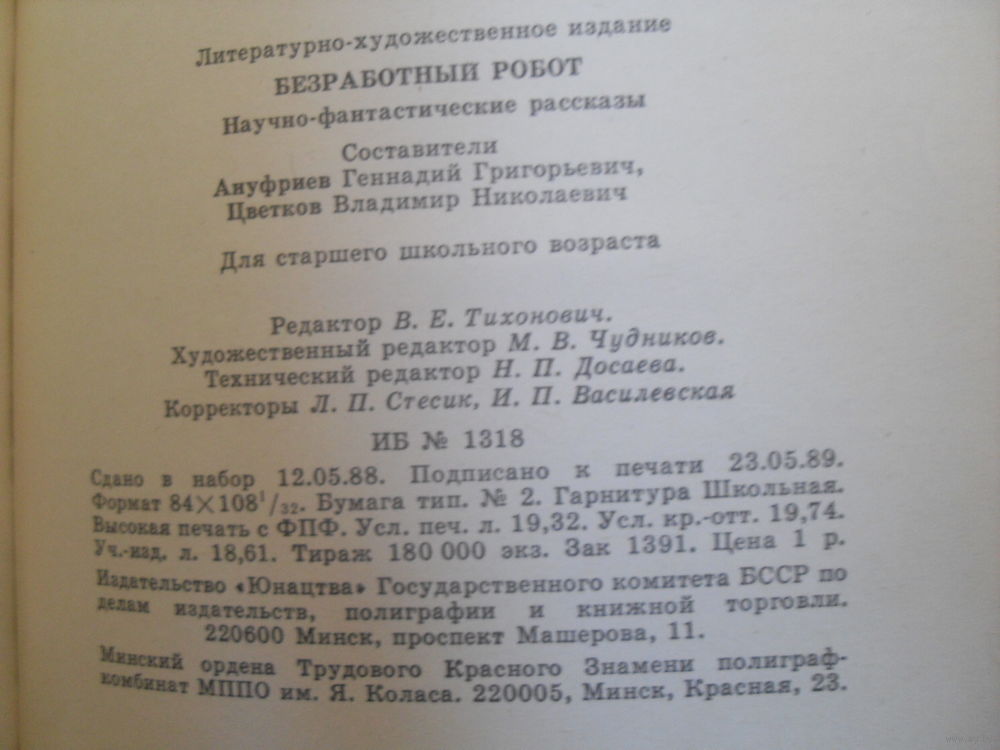 Литературно-художественное издание
БЕЗРАБОТНЫЙ РОБОТ
Научно-фантастические рассказы
Составители
Ануфриев Геннадий Григорьевич,
Цветков Владимир Николаевич
Для старшего школьного возраста
Редактор В. Е. Тихонович.
Художественный редактор М. В. Чудников.
Технический редактор Н. П. Досаева.
Корректоры Л. П. Стесик, И. П. Василевская
ИБ № 1318
Сдано в набор 12.05.88. Подписано к печати 23.05.89.
Формат 84×108¹/₃₂. Бумага тип. № 2. Гарнитура Школьная.
Высокая печать с ФПФ. Усл. печ. л. 19,32. Усл. кр.-отт. 19,74.
Уч.-изд. л. 18,61. Тираж 180 000 экз. Зак 1391. Цена 1 р.
Издательство «Юнацтва» Государственного комитета БССР по
делам издательств, полиграфии и книжной торговли.
220600 Минск, проспект Машерова, 11.
Минский ордена Трудового Красного Знамени полиграф-
комбинат МППО им. Я. Коласа. 220005, Минск, Красная, 23.